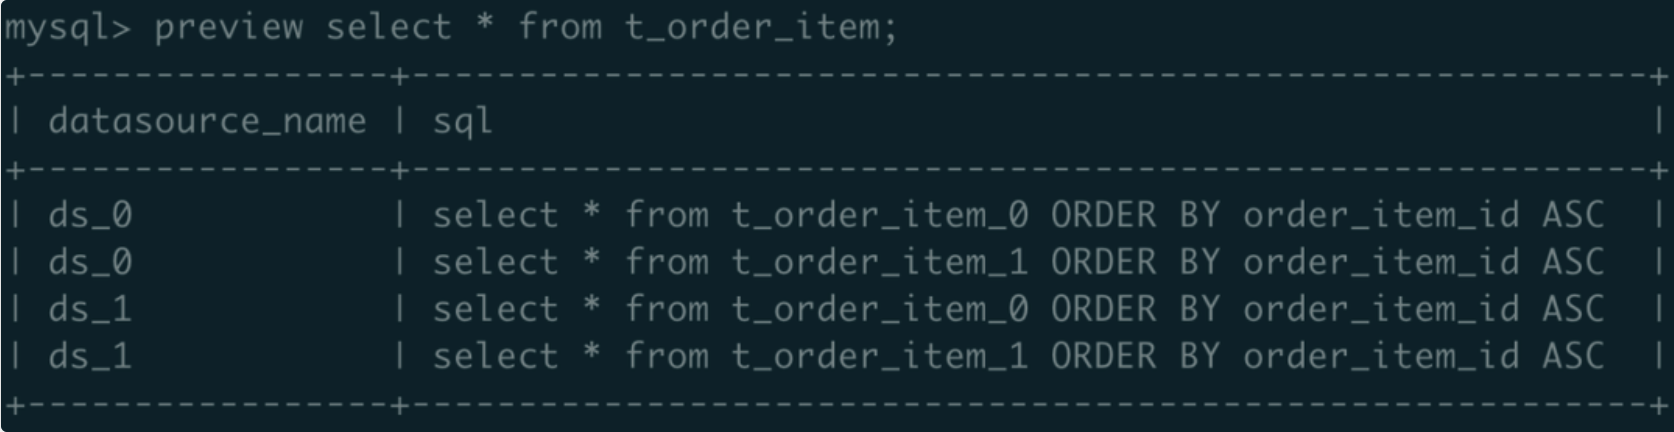 mysql> preview select * from t_order_item;
+-----------------+----------------------------------------------------------+
| datasource_name | sql                                                      |
+-----------------+----------------------------------------------------------+
| ds_0            | select * from t_order_item_0 ORDER BY order_item_id ASC  |
| ds_0            | select * from t_order_item_1 ORDER BY order_item_id ASC  |
| ds_1            | select * from t_order_item_0 ORDER BY order_item_id ASC  |
| ds_1            | select * from t_order_item_1 ORDER BY order_item_id ASC  |
+-----------------+----------------------------------------------------------+